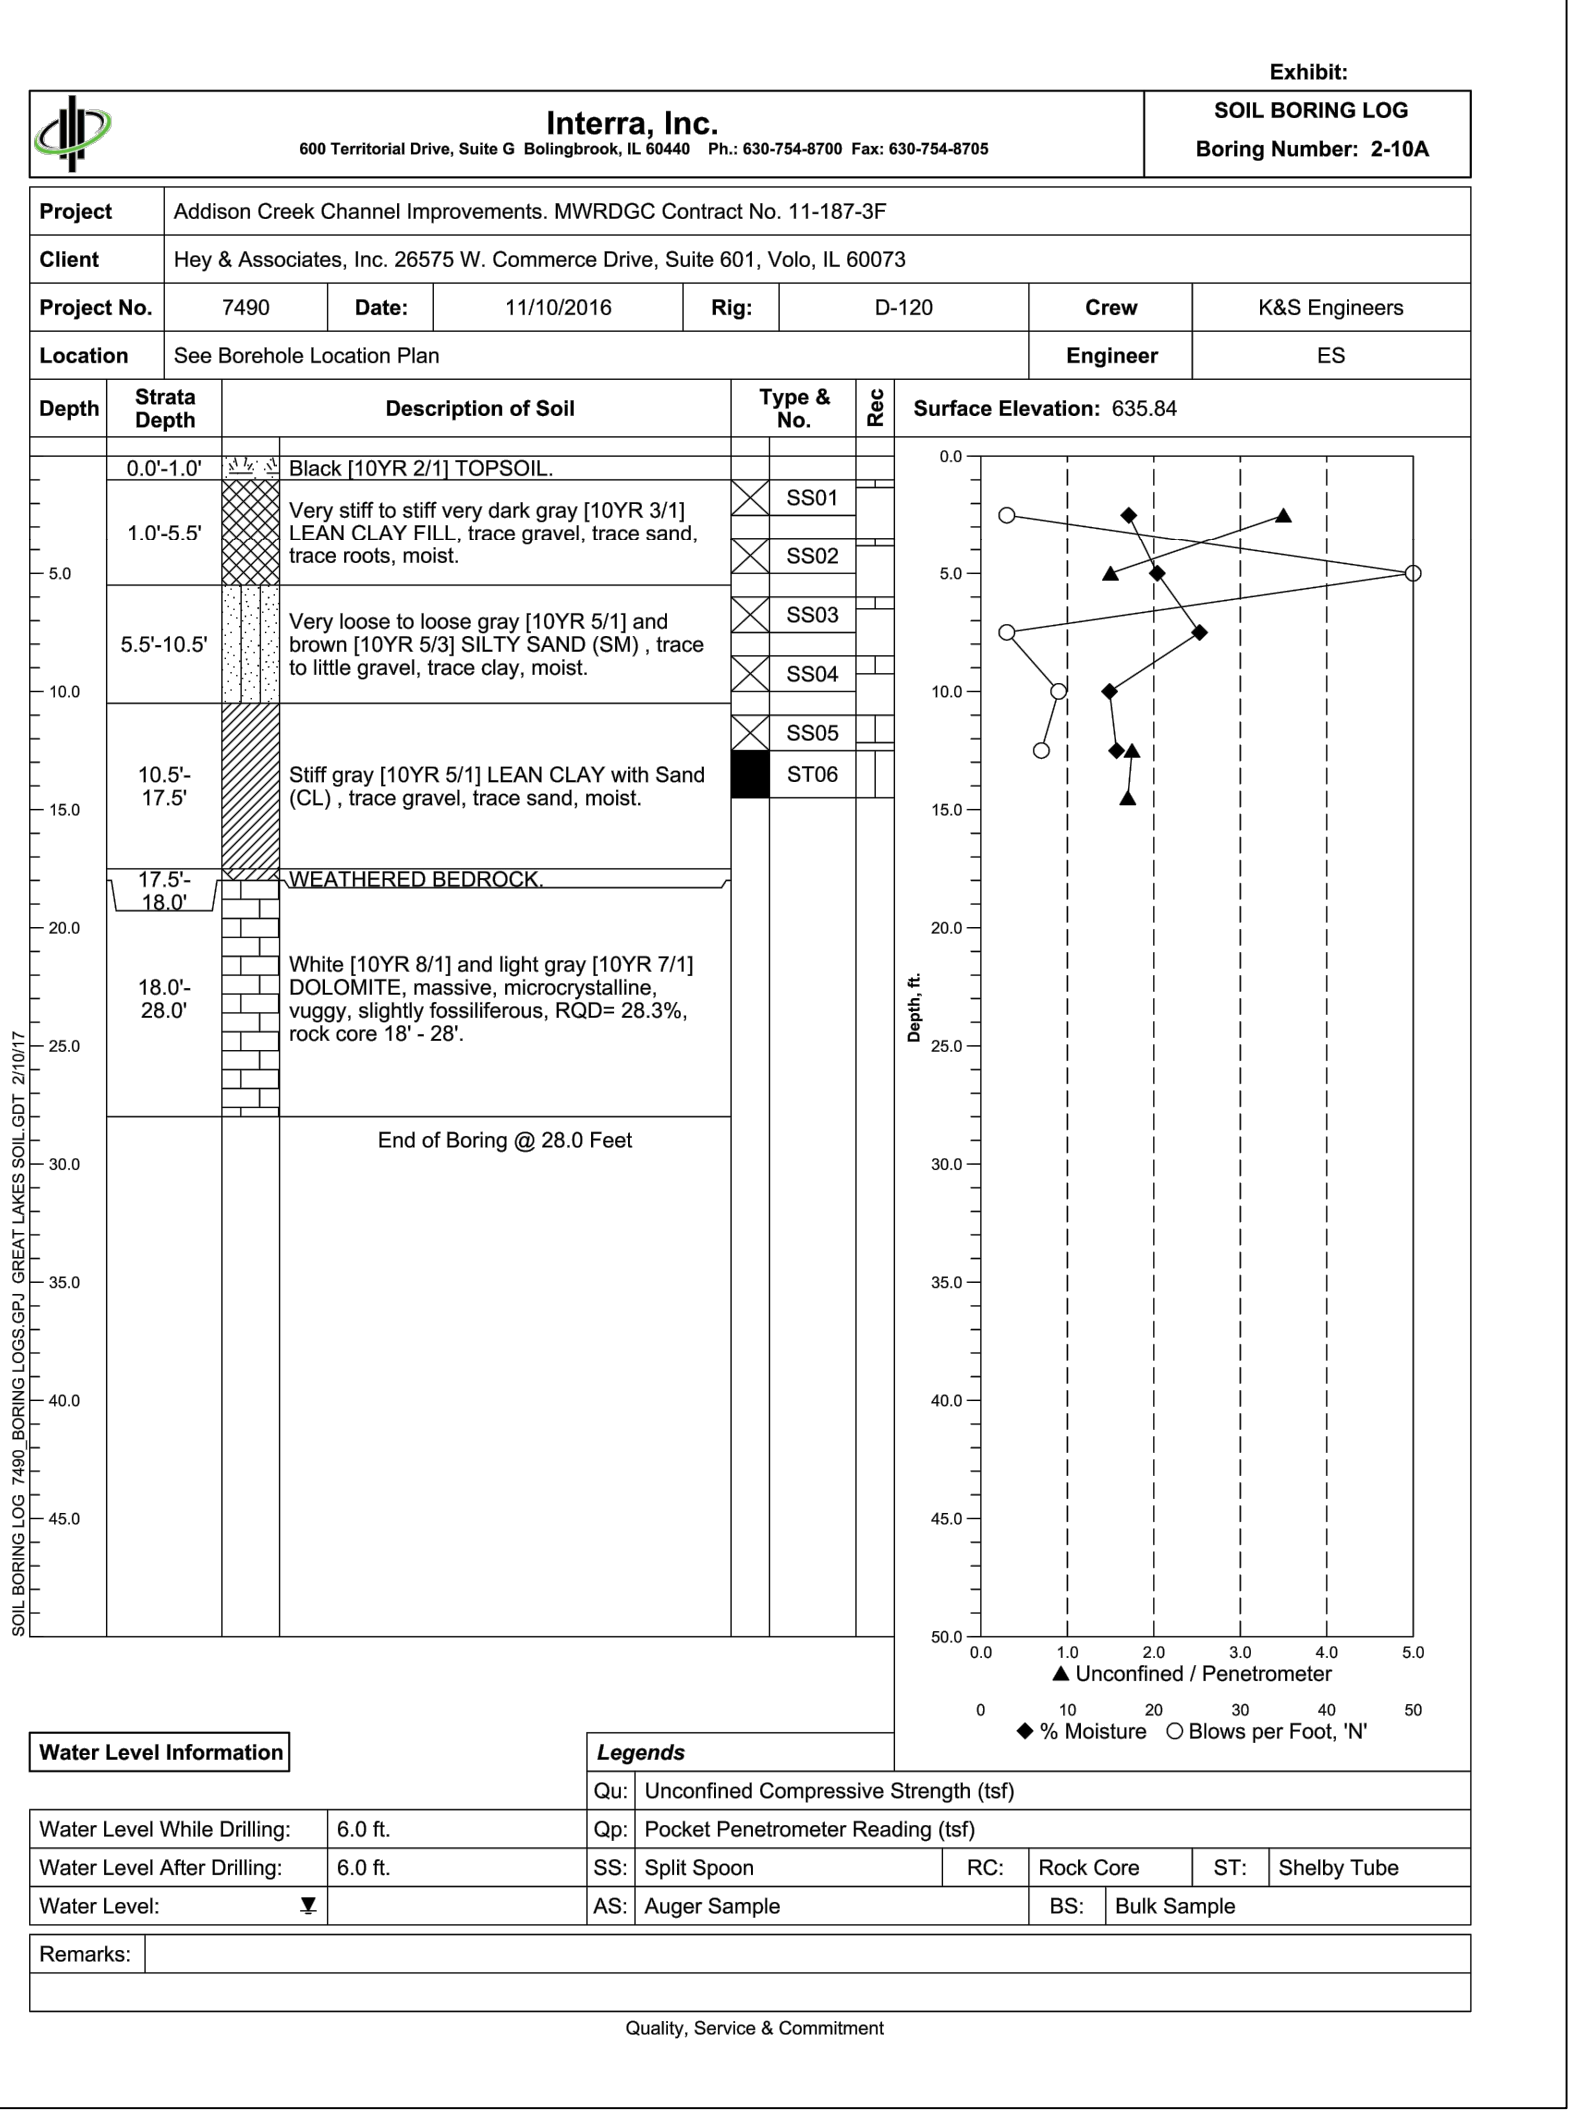 Exhibit:
Interra, Inc.
600 Territorial Drive, Suite G Bolingbrook, IL 60440 Ph.: 630-754-8700 Fax: 630-754-8705
SOIL BORING LOG
Boring Number: 2-10A
Project Addison Creek Channel Improvements. MWRDGC Contract No. 11-187-3F
Client Hey & Associates, Inc. 26575 W. Commerce Drive, Suite 601, Volo, IL 60073
Project No. 7490 Date: 11/10/2016 Rig: D-120 Crew K&S Engineers
Location See Borehole Location Plan Engineer ES
Depth
Strata
Depth
Description of Soil
Type &
No.
Rec
Surface Elevation: 635.84
0.0'-1.0'
Black [10YR 2/1] TOPSOIL.
1.0'-5.5'
Very stiff to stiff very dark gray [10YR 3/1]
LEAN CLAY FILL, trace gravel, trace sand,
trace roots, moist.
5.5'-10.5'
Very loose to loose gray [10YR 5/1] and
brown [10YR 5/3] SILTY SAND (SM) , trace
to little gravel, trace clay, moist.
10.5'-
17.5'
Stiff gray [10YR 5/1] LEAN CLAY with Sand
(CL) , trace gravel, trace sand, moist.
17.5'-
18.0'
WEATHERED BEDROCK.
18.0'-
28.0'
White [10YR 8/1] and light gray [10YR 7/1]
DOLOMITE, massive, microcrystalline,
vuggy, slightly fossiliferous, RQD= 28.3%,
rock core 18' - 28'.
End of Boring @ 28.0 Feet
SS01
SS02
SS03
SS04
SS05
ST06
5.0
10.0
15.0
20.0
25.0
30.0
35.0
40.0
45.0
SOIL BORING LOG 7490_BORING LOGS.GPJ GREAT LAKES SOIL.GDT 2/10/17
Depth, ft.
0.0
5.0
10.0
15.0
20.0
25.0
30.0
35.0
40.0
45.0
50.0
0.0 1.0 2.0 3.0 4.0 5.0
Unconfined / Penetrometer
0 10 20 30 40 50
% Moisture Blows per Foot, 'N'
Water Level Information
Water Level While Drilling: 6.0 ft.
Water Level After Drilling: 6.0 ft.
Water Level:
Legends
Qu: Unconfined Compressive Strength (tsf)
Qp: Pocket Penetrometer Reading (tsf)
SS: Split Spoon RC: Rock Core ST: Shelby Tube
AS: Auger Sample BS: Bulk Sample
Remarks:
Quality, Service & Commitment